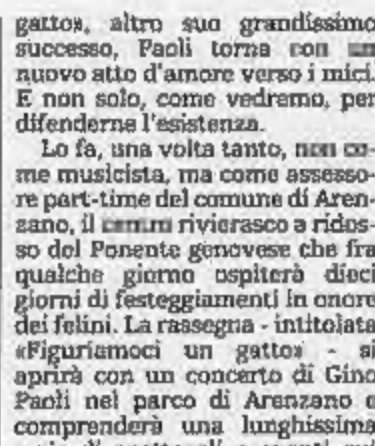 gatto», altro suo grandissimo
successo, Paoli torna con un
nuovo atto d'amore verso i mici.
E non solo, come vedremo, per
difenderne l'esistenza.
Lo fa, una volta tanto, non co-
me musicista, ma come assesso-
re part-time del comune di Aren-
zano, il centro rivierasco a ridos-
so del Ponente genovese che fra
qualche giorno ospiterà dieci
giorni di festeggiamenti in onore
dei felini. La rassegna - intitolata
«Figuriamoci un gatto» - si
aprirà con un concerto di Gino
Paoli nel parco di Arenzano e
comprenderà una lunghissima